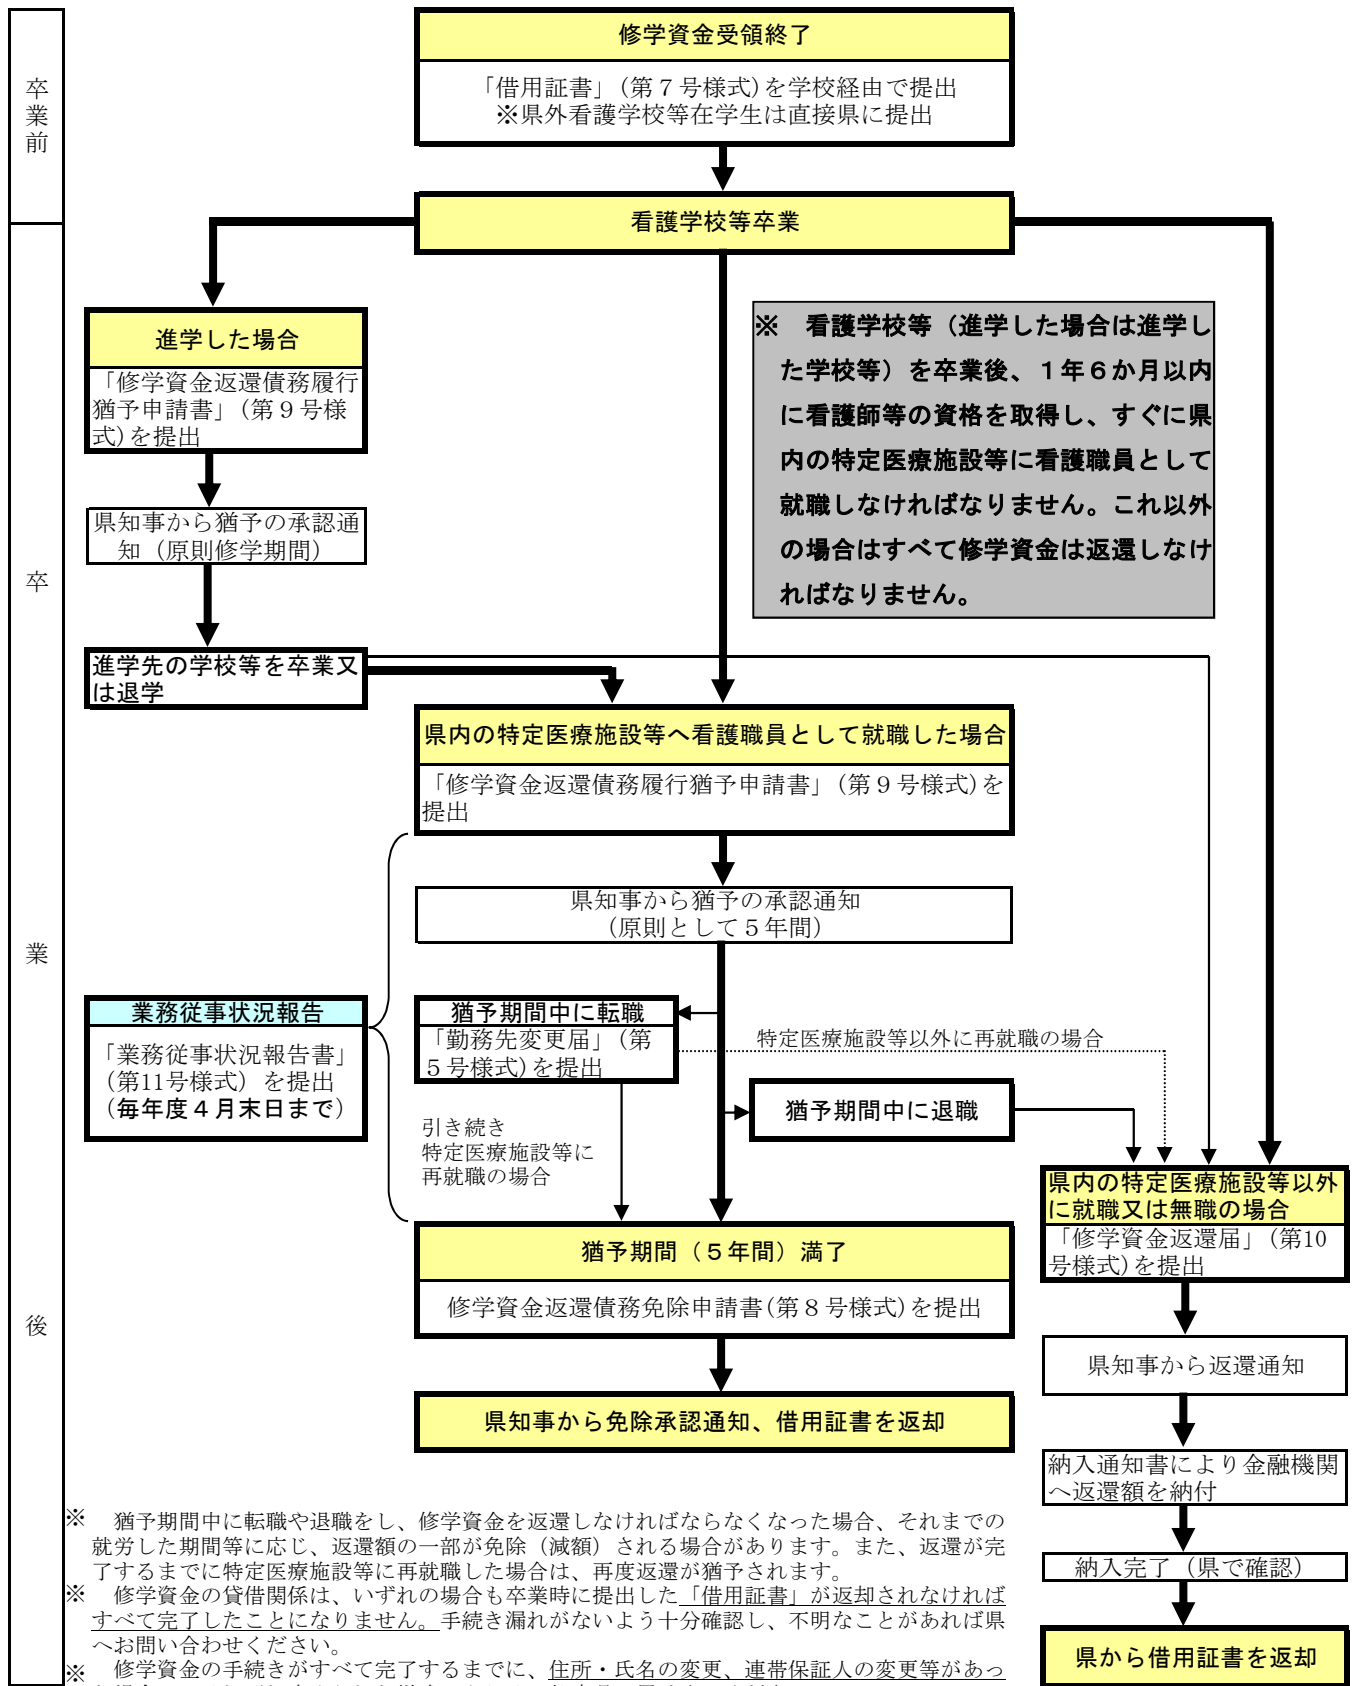 卒業前
修学資金受領終了
「借用証書」(第７号様式)を学校経由で提出
※県外看護学校等在学生は直接県に提出
看護学校等卒業
卒業後
進学した場合
「修学資金返還債務履行
猶予申請書」(第９号様
式)を提出
県知事から猶予の承認通
知（原則修学期間）
進学先の学校等を卒業又
は退学
※　看護学校等（進学した場合は進学し
た学校等）を卒業後、１年６か月以内
に看護師等の資格を取得し、すぐに県
内の特定医療施設等に看護職員として
就職しなければなりません。これ以外
の場合はすべて修学資金は返還しなけ
ればなりません。
県内の特定医療施設等へ看護職員として就職した場合
「修学資金返還債務履行猶予申請書」(第９号様式)を
提出
県知事から猶予の承認通知
（原則として５年間）
業務従事状況報告
「業務従事状況報告書」
（第11号様式）を提出
（毎年度４月末日まで）
猶予期間中に転職
「勤務先変更届」(第
５号様式)を提出
特定医療施設等以外に再就職の場合
猶予期間中に退職
引き続き
特定医療施設等に
再就職の場合
猶予期間（５年間）満了
修学資金返還債務免除申請書(第８号様式)を提出
県知事から免除承認通知、借用証書を返却
県内の特定医療施設等以外
に就職又は無職の場合
「修学資金返還届」(第10
号様式)を提出
県知事から返還通知
納入通知書により金融機関
へ返還額を納付
納入完了（県で確認）
県から借用証書を返却
※　猶予期間中に転職や退職をし、修学資金を返還しなければならなくなった場合、それまでの
就労した期間等に応じ、返還額の一部が免除（減額）される場合があります。また、返還が完
了するまでに特定医療施設等に再就職した場合は、再度返還が猶予されます。
※　修学資金の貸借関係は、いずれの場合も卒業時に提出した「借用証書」が返却されなければ
すべて完了したことになりません。手続き漏れがないよう十分確認し、不明なことがあれば県
へお問い合わせください。
※　修学資金の手続きがすべて完了するまでに、住所・氏名の変更、連帯保証人の変更等があっ